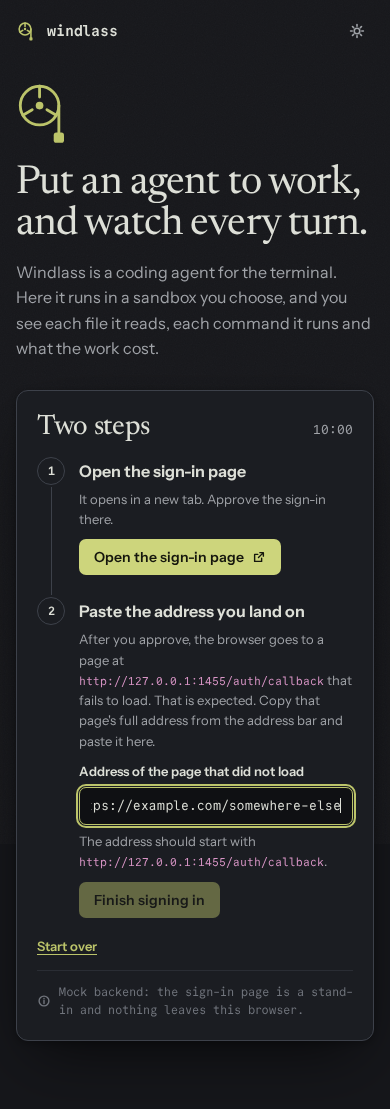 windlass
Put an agent to work,
and watch every turn.
Windlass is a coding agent for the terminal.
Here it runs in a sandbox you choose, and you
see each file it reads, each command it runs and
what the work cost.
Two steps
10:00
1
Open the sign-in page
It opens in a new tab. Approve the sign-in
there.
Open the sign-in page
2
Paste the address you land on
After you approve, the browser goes to a
page at
http://127.0.0.1:1455/auth/callback that
fails to load. That is expected. Copy that
page's full address from the address bar and
paste it here.
Address of the page that did not load
ps://example.com/somewhere-else
The address should start with
http://127.0.0.1:1455/auth/callback.
Finish signing in
Start over
Mock backend: the sign-in page is a stand-
in and nothing leaves this browser.